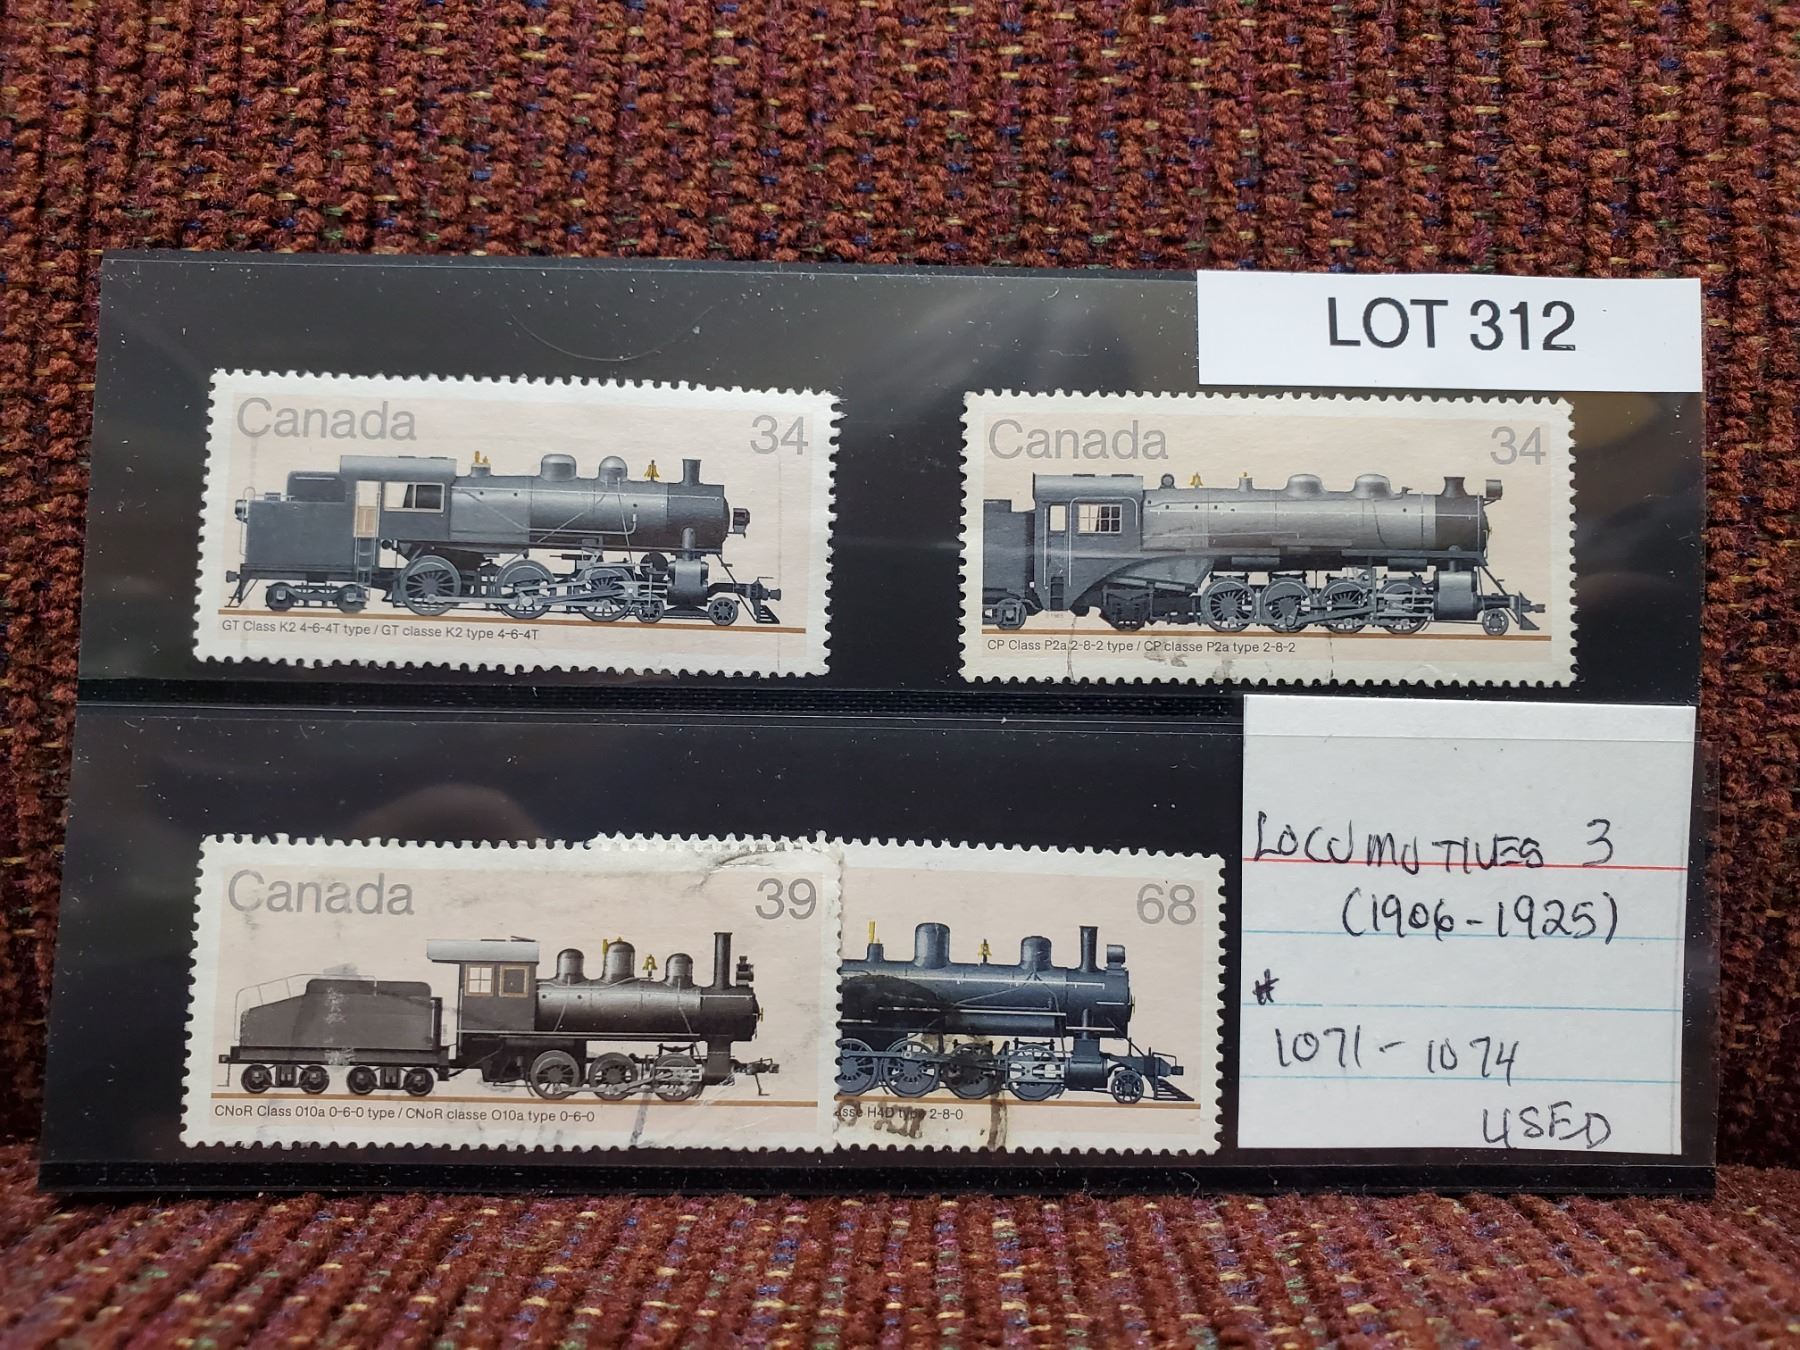 LOT 312
Canada 34
GT Class K2 4-6-4T type / GT classe K2 type 4-6-4T
Canada 34
CP Class P2a 2-8-2 type / CP classe P2a type 2-8-2
Canada 39
CNoR Class O10a 0-6-0 type / CNoR classe O10a type 0-6-0
68
asse H4D type 2-8-0
LOCOMOTIVES 3
(1906-1925)
#
1071-1074
USED